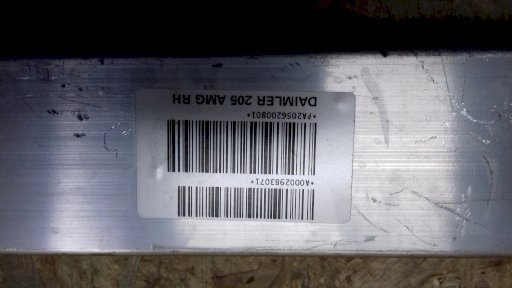 DAIMLER 205 AMG RH
*PA2056200801*
*A0002983071*